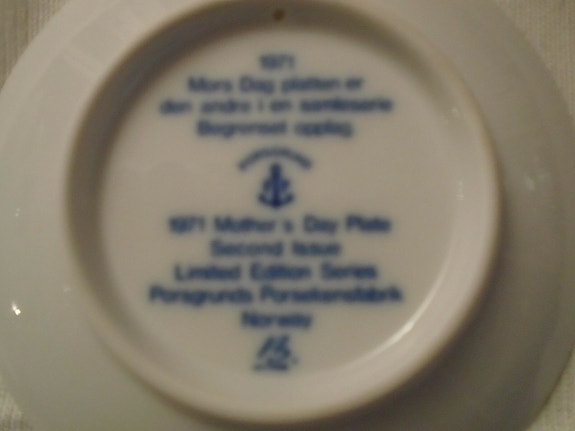 1971
Mors Dag platten er
den andre i en samleserie
Begrenset opplag
1971 Mother's Day Plate
Second Issue
Limited Edition Series
Porsgrunds Porselensfabrik
Norway